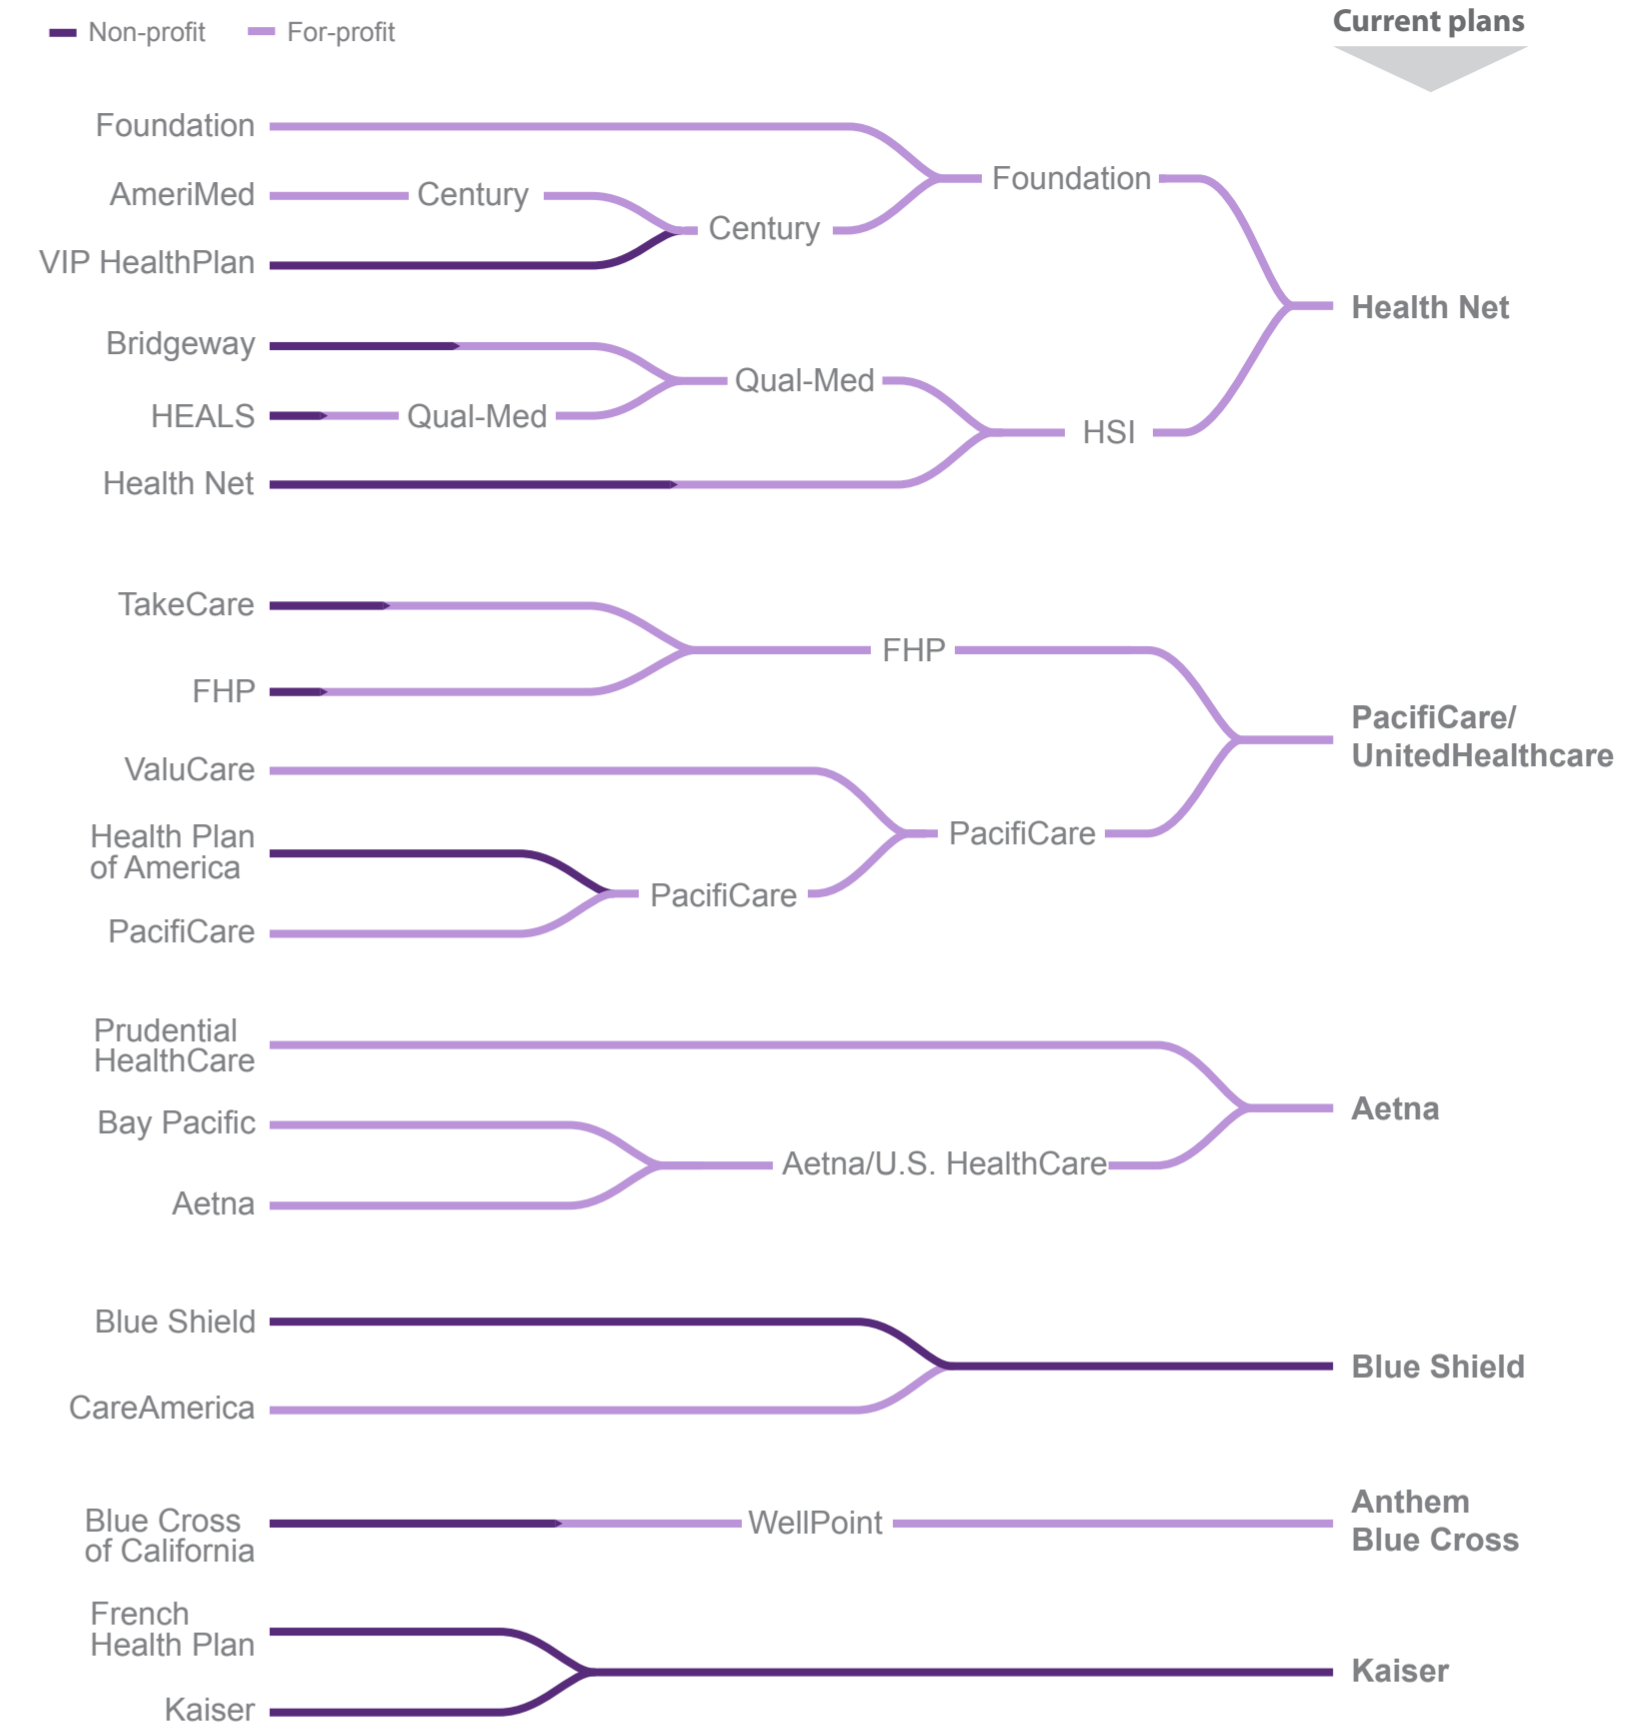 Non-profit
For-profit
Current plans
Foundation
Foundation
AmeriMed
Century
Century
VIP HealthPlan
Health Net
Bridgeway
Qual-Med
HEALS
Qual-Med
HSI
Health Net
TakeCare
FHP
FHP
PacifiCare/
UnitedHealthcare
ValuCare
Health Plan
of America
PacifiCare
PacifiCare
PacifiCare
Prudential
HealthCare
Aetna
Bay Pacific
Aetna/U.S. HealthCare
Aetna
Blue Shield
Blue Shield
CareAmerica
Blue Cross
of California
WellPoint
Anthem
Blue Cross
French
Health Plan
Kaiser
Kaiser